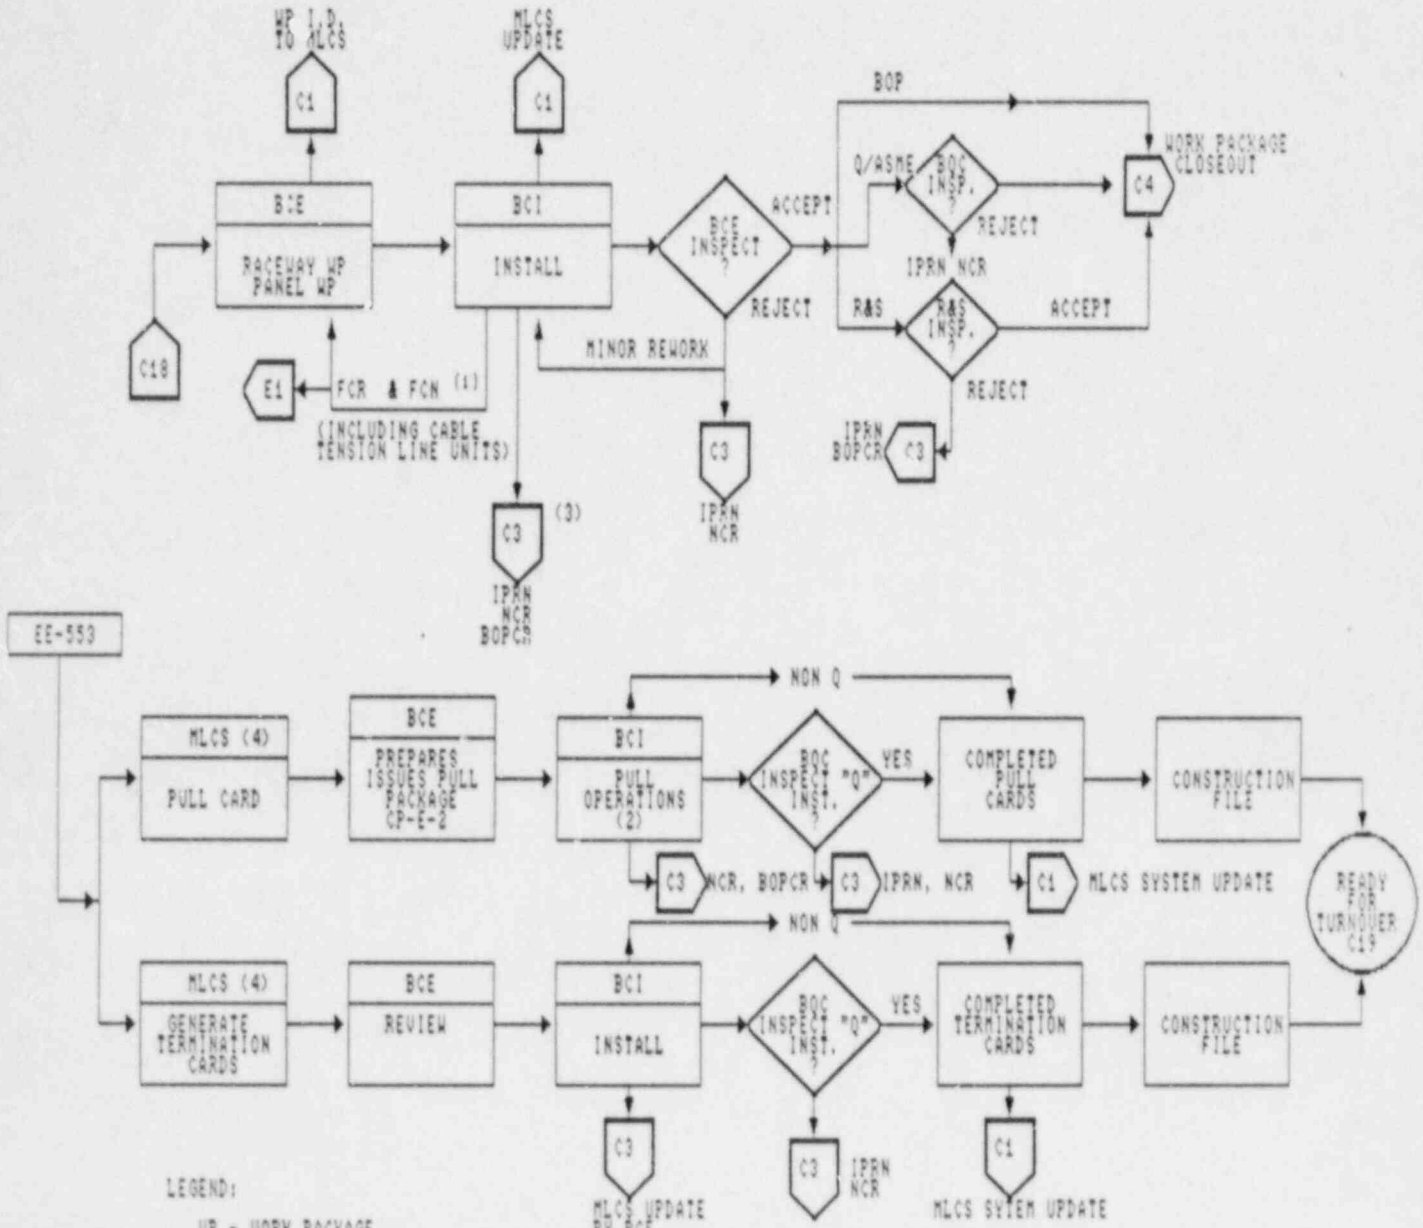 WP I.D.
TO MLCS
MLCS
UPDATE
C1
C1
BOP
WORK PACKAGE
CLOSEOUT
Q/ASME
BQC
INSP.
?
C4
BCE
BCI
ACCEPT
BCE
INSPECT
?
REJECT
RACEWAY WP
PANEL WP
INSTALL
IPRN NCR
REJECT
R&S
R&S
INSP.
?
ACCEPT
MINOR REWORK
C18
E1
FCR & FCN (1)
REJECT
(INCLUDING CABLE
TENSION LINE UNITS)
C3
IPRN
BOPCR
C3
IPRN
NCR
C3
(3)
IPRN
NCR
BOPCR
EE-553
NON Q
MLCS (4)
PULL CARD
BCE
PREPARES
ISSUES PULL
PACKAGE
CP-E-2
BCI
PULL
OPERATIONS
(2)
BQC
INSPECT "Q"
INST.
?
YES
COMPLETED
PULL
CARDS
CONSTRUCTION
FILE
C3
NCR, BOPCR
C3
IPRN, NCR
C1
MLCS SYSTEM UPDATE
READY
FOR
TURNOVER
C19
NON Q
MLCS (4)
GENERATE
TERMINATION
CARDS
BCE
REVIEW
BCI
INSTALL
BQC
INSPECT "Q"
INST.
?
YES
COMPLETED
TERMINATION
CARDS
CONSTRUCTION
FILE
C3
C3
IPRN
NCR
C1
LEGEND:
MLCS UPDATE
BY BCE
MLCS SYTEM UPDATE
WP - WORK PACKAGE